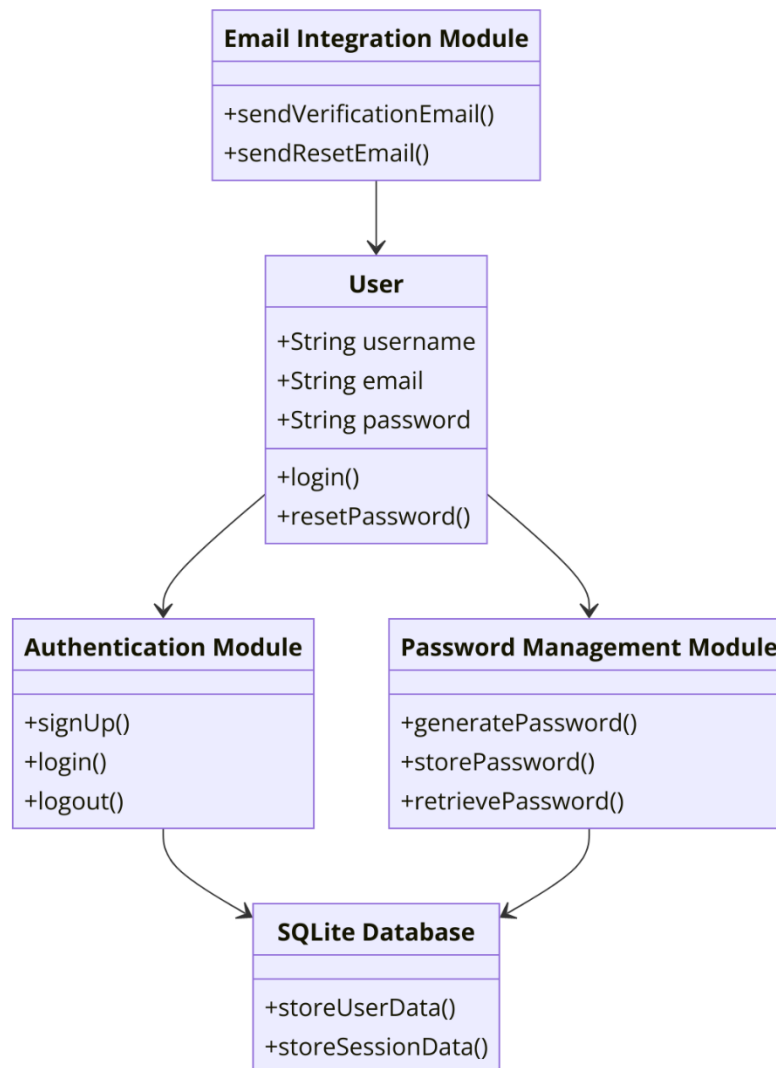 Email Integration Module
+sendVerificationEmail()
+sendResetEmail()
User
+String username
+String email
+String password
+login()
+resetPassword()
Authentication Module
+signUp()
+login()
+logout()
Password Management Module
+generatePassword()
+storePassword()
+retrievePassword()
SQLite Database
+storeUserData()
+storeSessionData()